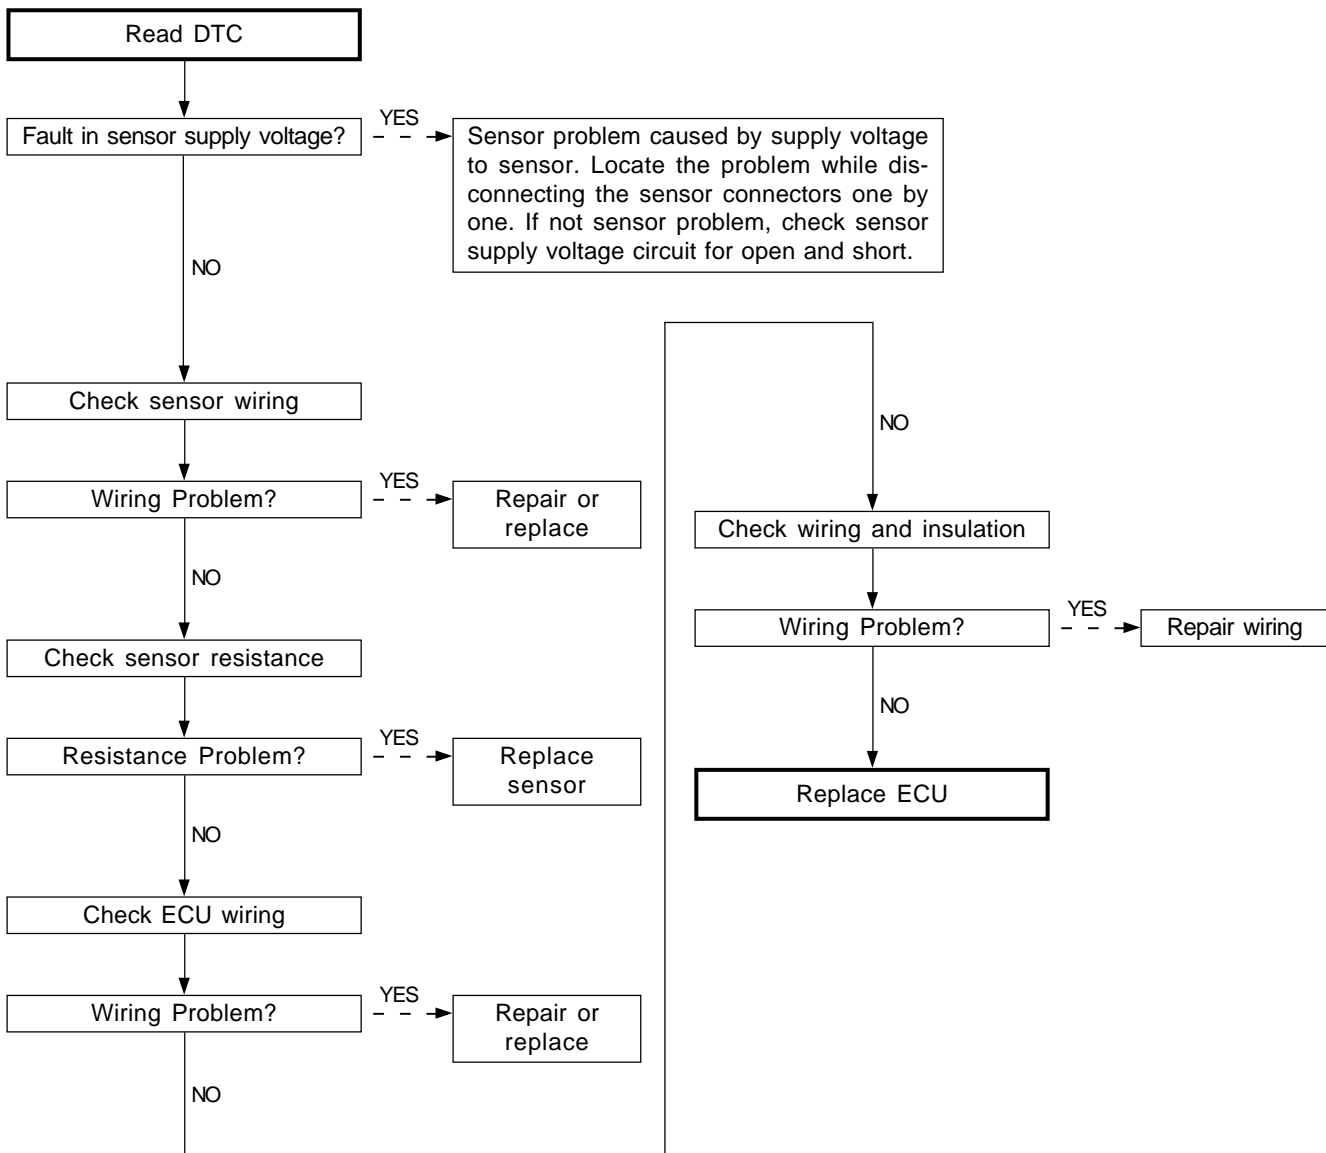 Read DTC
Fault in sensor supply voltage?
YES
Sensor problem caused by supply voltage
to sensor. Locate the problem while dis-
connecting the sensor connectors one by
one. If not sensor problem, check sensor
supply voltage circuit for open and short.
NO
Check sensor wiring
Wiring Problem?
YES
Repair or
replace
NO
Check sensor resistance
Resistance Problem?
YES
Replace
sensor
NO
Check ECU wiring
Wiring Problem?
YES
Repair or
replace
NO
NO
Check wiring and insulation
Wiring Problem?
YES
Repair wiring
NO
Replace ECU